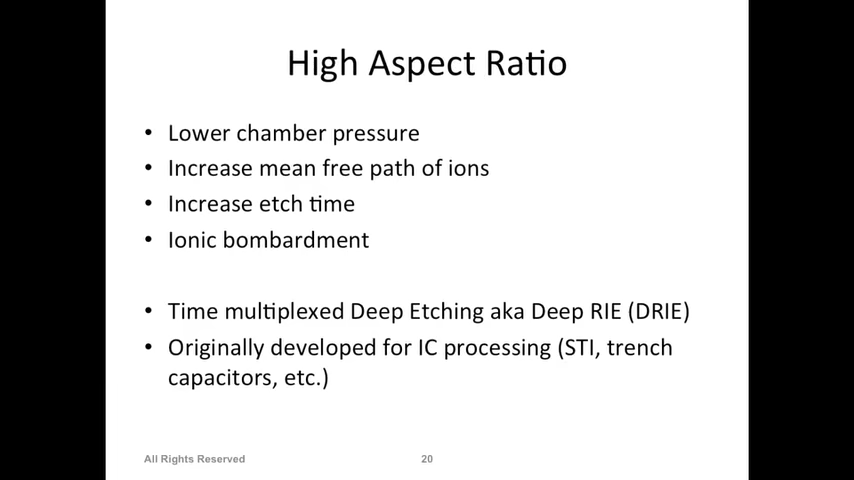 High Aspect Ratio
• Lower chamber pressure
• Increase mean free path of ions
• Increase etch time
• Ionic bombardment
• Time multiplexed Deep Etching aka Deep RIE (DRIE)
• Originally developed for IC processing (STI, trench
capacitors, etc.)
All Rights Reserved
20